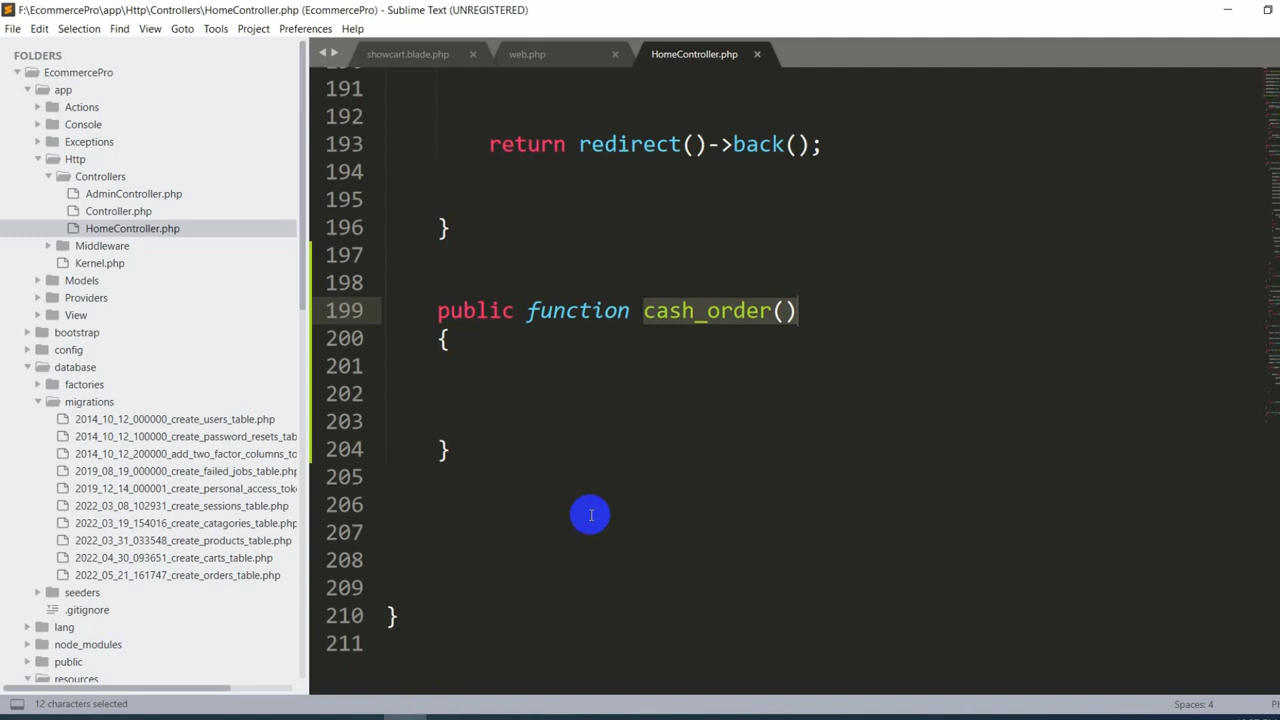 F:\EcommercePro\app\Http\Controllers\HomeController.php (EcommercePro) - Sublime Text (UNREGISTERED)
File Edit Selection Find View Goto Tools Project Preferences Help
FOLDERS
EcommercePro
app
Actions
Console
Exceptions
Http
Controllers
AdminController.php
Controller.php
HomeController.php
Middleware
Kernel.php
Models
Providers
View
bootstrap
config
database
factories
migrations
2014_10_12_000000_create_users_table.php
2014_10_12_100000_create_password_resets_tab
2014_10_12_200000_add_two_factor_columns_to
2019_08_19_000000_create_failed_jobs_table.php
2019_12_14_000001_create_personal_access_toke
2022_03_08_102931_create_sessions_table.php
2022_03_19_154016_create_catagories_table.php
2022_03_31_033548_create_products_table.php
2022_04_30_093651_create_carts_table.php
2022_05_21_161747_create_orders_table.php
seeders
.gitignore
lang
node_modules
public
resources
showcart.blade.php web.php HomeController.php
191
192
193 return redirect()->back();
194
195
196 }
197
198
199 public function cash_order()
200 {
201
202
203
204 }
205
206
207
208
209
210 }
211
12 characters selected
Spaces: 4